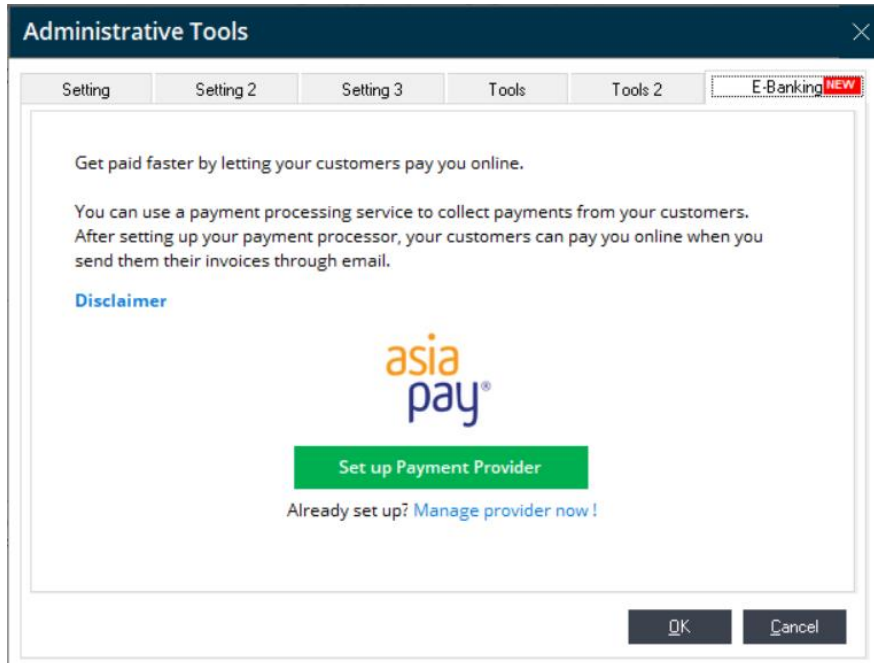 Administrative Tools
Setting
Setting 2
Setting 3
Tools
Tools 2
E-Banking NEW
Get paid faster by letting your customers pay you online.
You can use a payment processing service to collect payments from your customers.
After setting up your payment processor, your customers can pay you online when you
send them their invoices through email.
Disclaimer
asia
pay®
Set up Payment Provider
Already set up? Manage provider now !
OK
Cancel